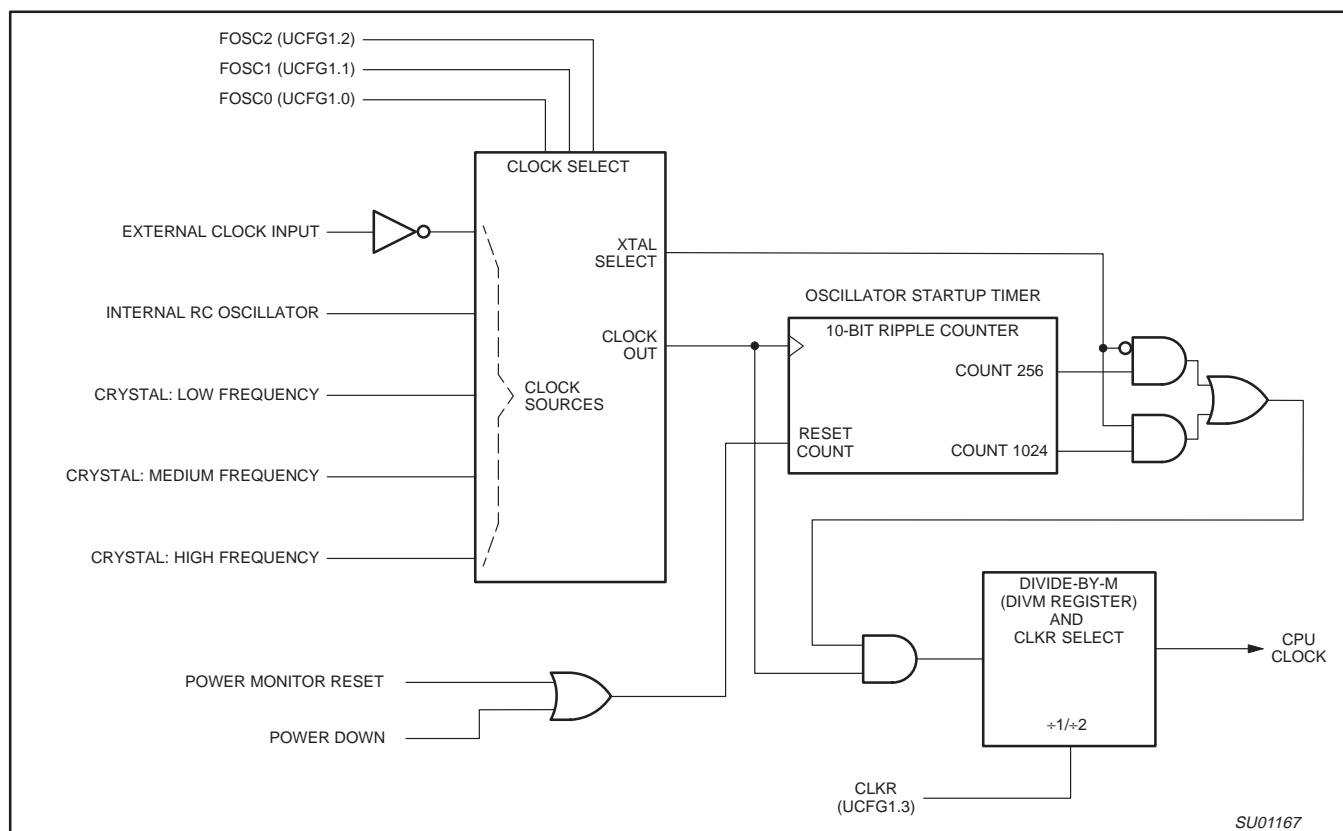 FOSC2 (UCFG1.2)
FOSC1 (UCFG1.1)
FOSC0 (UCFG1.0)
CLOCK SELECT
EXTERNAL CLOCK INPUT
XTAL
SELECT
INTERNAL RC OSCILLATOR
OSCILLATOR STARTUP TIMER
10-BIT RIPPLE COUNTER
CLOCK
OUT
COUNT 256
CRYSTAL: LOW FREQUENCY
CLOCK
SOURCES
RESET
COUNT
COUNT 1024
CRYSTAL: MEDIUM FREQUENCY
CRYSTAL: HIGH FREQUENCY
DIVIDE-BY-M
(DIVM REGISTER)
AND
CLKR SELECT
CPU
CLOCK
POWER MONITOR RESET
POWER DOWN
÷1/÷2
CLKR
(UCFG1.3)
SU01167